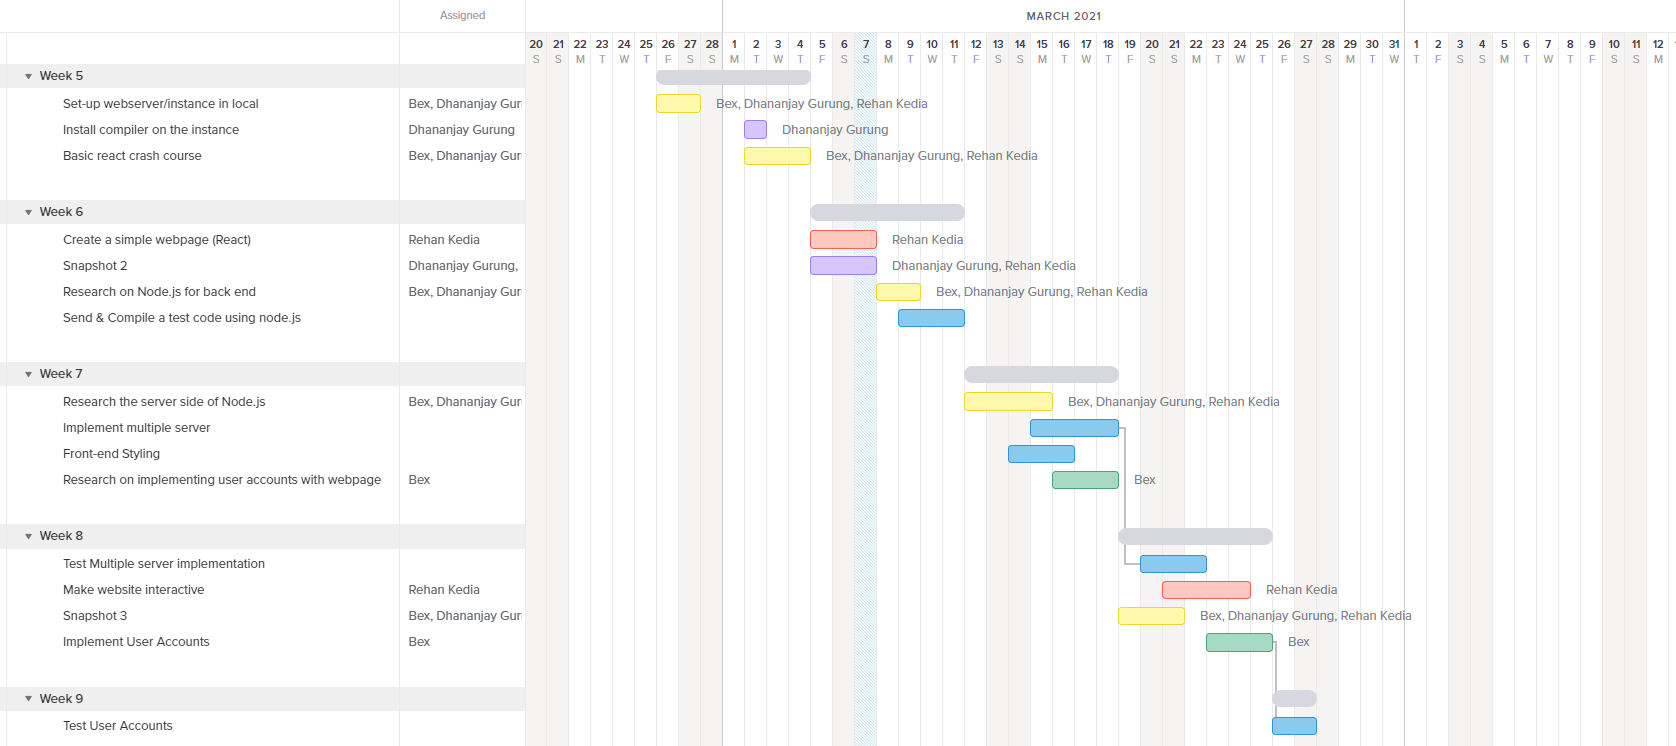 Assigned
MARCH 2021
20 21 22 23 24 25 26 27 28 1 2 3 4 5 6 7 8 9 10 11 12 13 14 15 16 17 18 19 20 21 22 23 24 25 26 27 28 29 30 31 1 2 3 4 5 6 7 8 9 10 11 12
S S M T W T F S S M T W T F S S M T W T F S S M T W T F S S M T W T F S S M T W T F S S M T W T F S S M
Week 5
Set-up webserver/instance in local Bex, Dhananjay Gur Bex, Dhananjay Gurung, Rehan Kedia
Install compiler on the instance Dhananjay Gurung Dhananjay Gurung
Basic react crash course Bex, Dhananjay Gur Bex, Dhananjay Gurung, Rehan Kedia
Week 6
Create a simple webpage (React) Rehan Kedia Rehan Kedia
Snapshot 2 Dhananjay Gurung, Dhananjay Gurung, Rehan Kedia
Research on Node.js for back end Bex, Dhananjay Gur Bex, Dhananjay Gurung, Rehan Kedia
Send & Compile a test code using node.js
Week 7
Research the server side of Node.js Bex, Dhananjay Gur Bex, Dhananjay Gurung, Rehan Kedia
Implement multiple server
Front-end Styling
Research on implementing user accounts with webpage Bex Bex
Week 8
Test Multiple server implementation
Make website interactive Rehan Kedia Rehan Kedia
Snapshot 3 Bex, Dhananjay Gur Bex, Dhananjay Gurung, Rehan Kedia
Implement User Accounts Bex Bex
Week 9
Test User Accounts